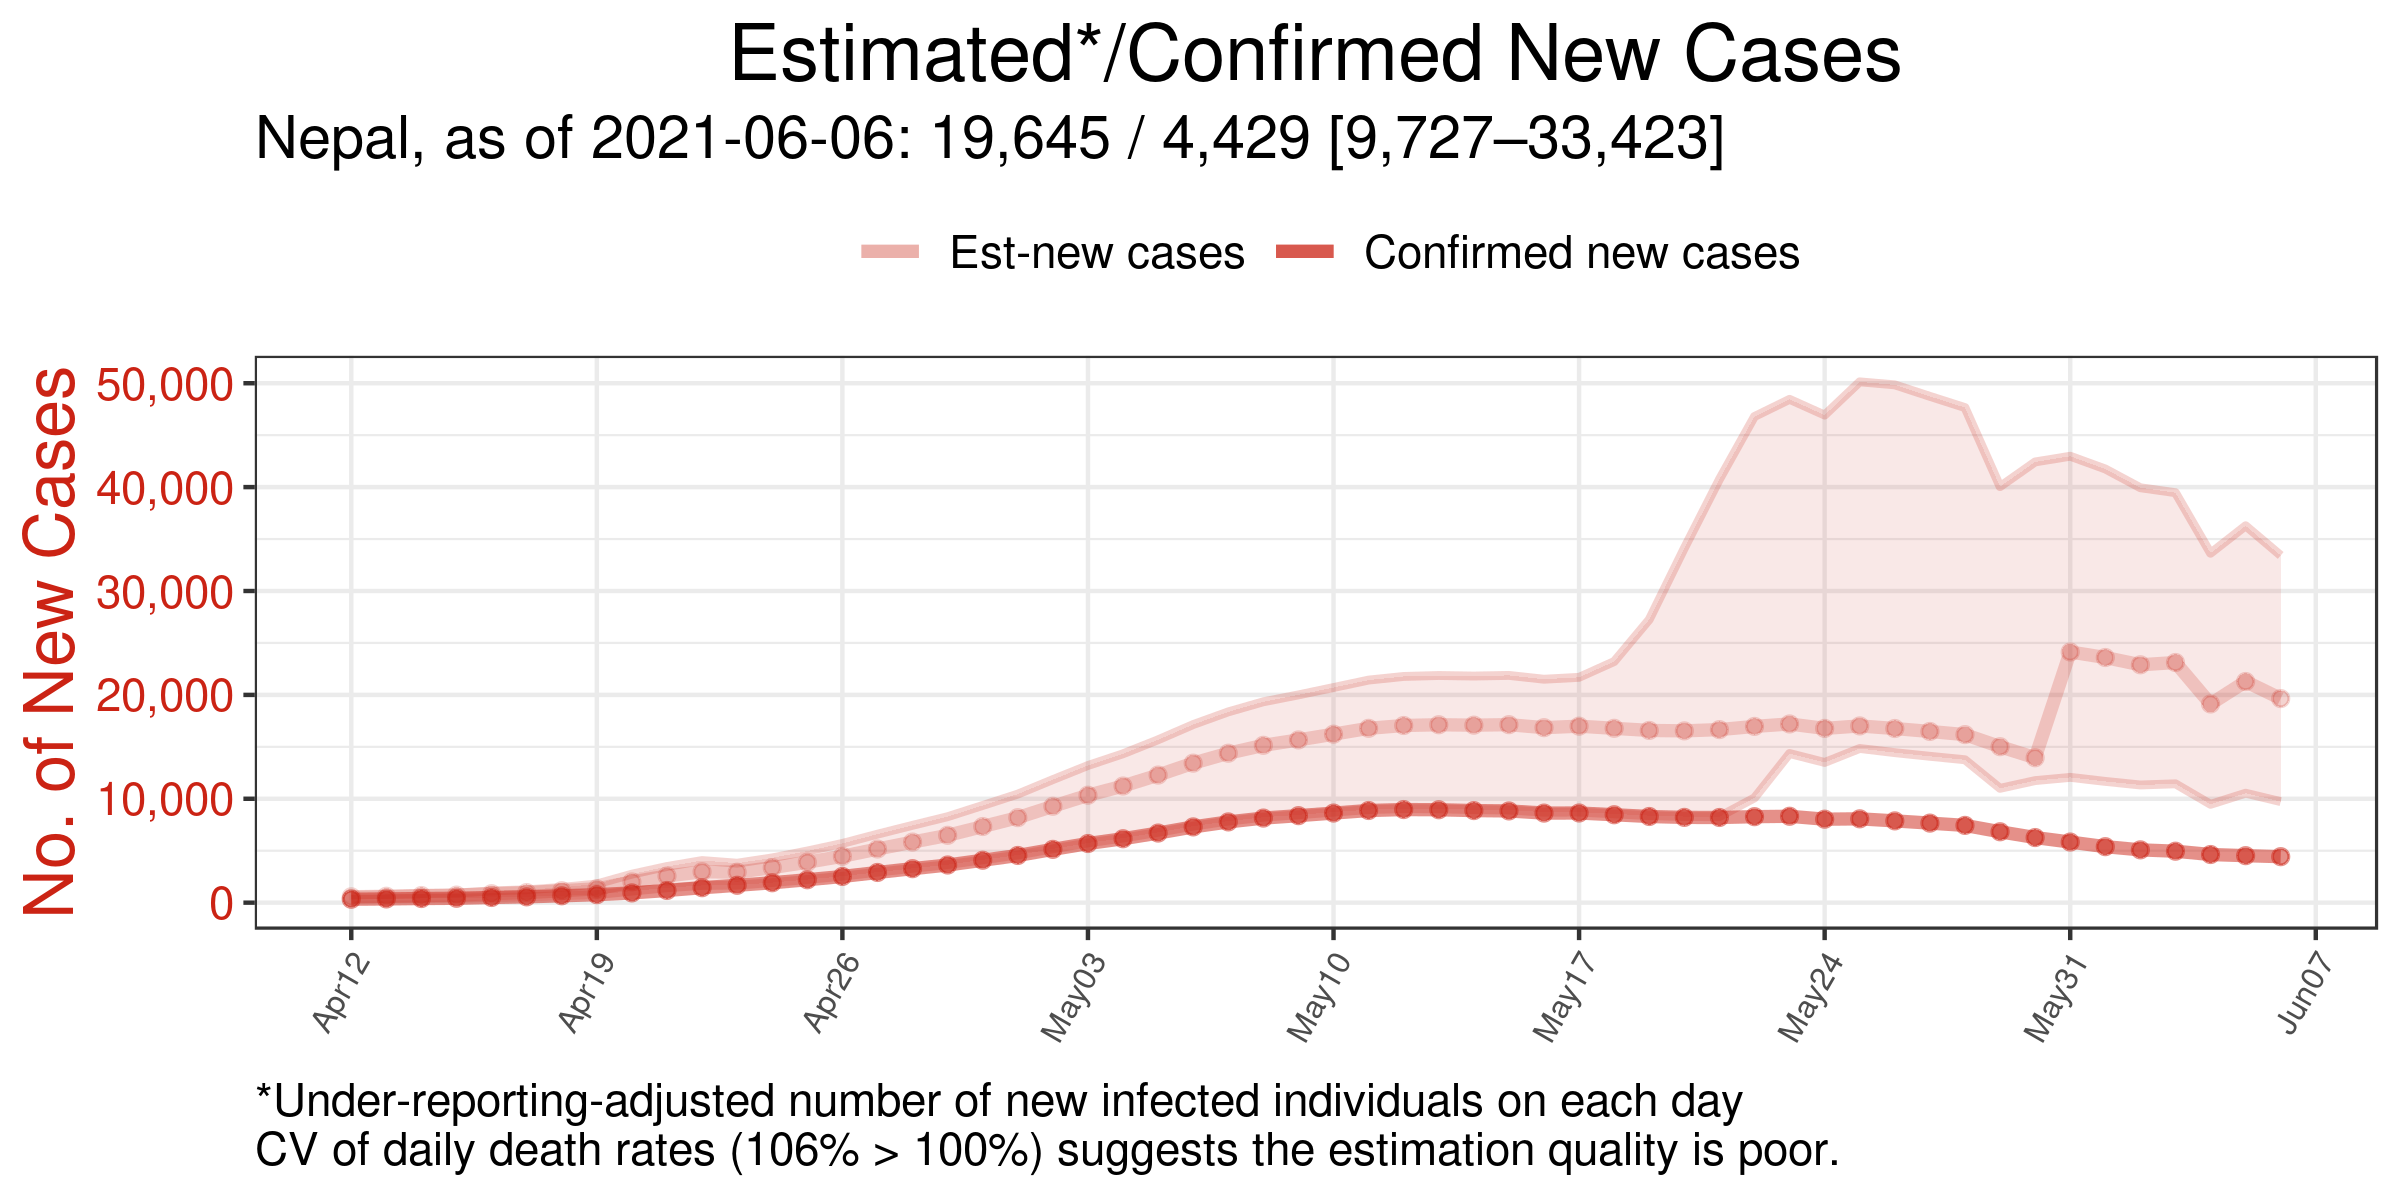 Estimated*/Confirmed New Cases
Nepal, as of 2021-06-06: 19,645 / 4,429 [9,727–33,423]
Est-new cases
Confirmed new cases
No. of New Cases
50,000
40,000
30,000
20,000
10,000
0
Apr12
Apr19
Apr26
May03
May10
May17
May24
May31
Jun07
*Under-reporting-adjusted number of new infected individuals on each day
CV of daily death rates (106% > 100%) suggests the estimation quality is poor.